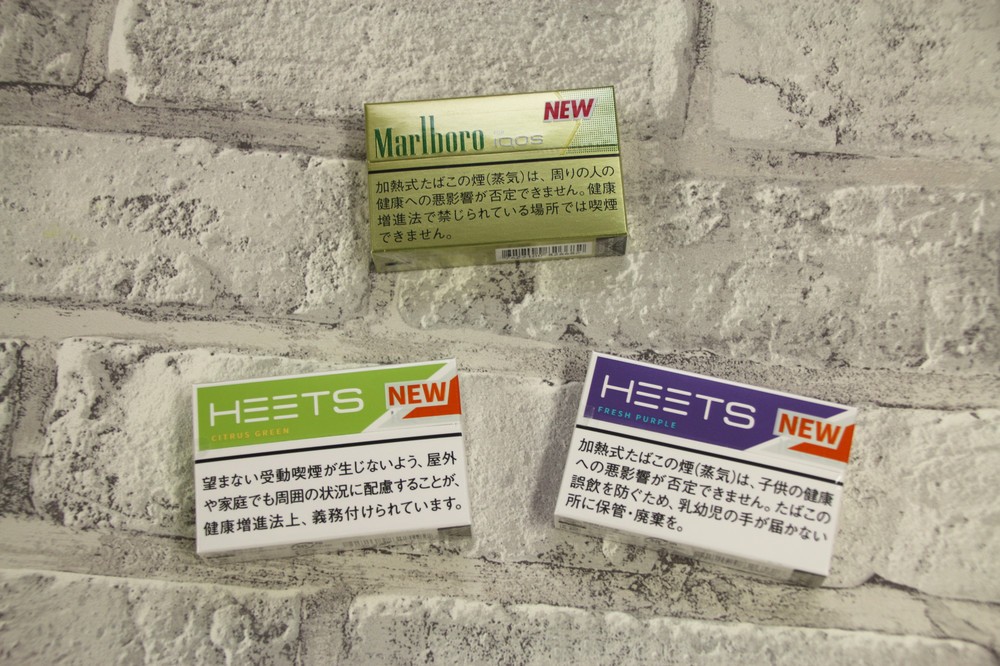 NEW
Marlboro iqos
加熱式たばこの煙(蒸気)は、周りの人の
健康への悪影響が否定できません。健康
増進法で禁じられている場所では喫煙
できません。
HEETS NEW
CITRUS GREEN
望まない受動喫煙が生じないよう、屋外
や家庭でも周囲の状況に配慮することが、
健康増進法上、義務付けられています。
HEETS
FRESH PURPLE
NEW
加熱式たばこの煙(蒸気)は、子供の健康
への悪影響が否定できません。たばこの
誤飲を防ぐため、乳幼児の手が届かない
所に保管・廃棄を。